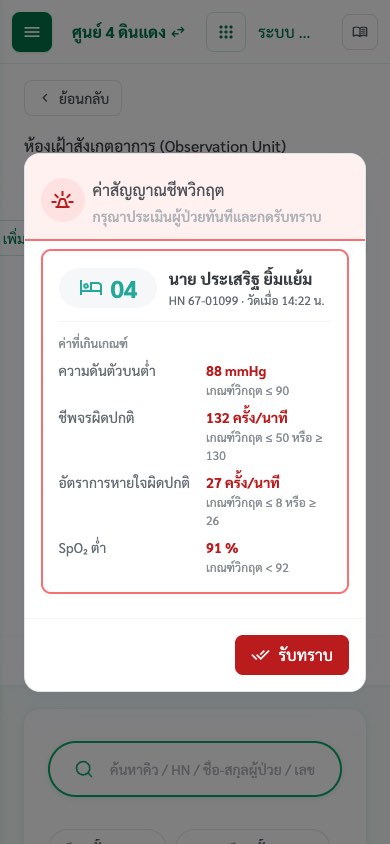 ศูนย์ 4 ดินแดง
ระบบ ...
ย้อนกลับ
ห้องเฝ้าสังเกตอาการ (Observation Unit)
เพิ่ม
ค่าสัญญาณชีพวิกฤต
กรุณาประเมินผู้ป่วยทันทีและกดรับทราบ
04
นาย ประเสริฐ ยิ้มแย้ม
HN 67-01099 · วัดเมื่อ 14:22 น.
ค่าที่เกินเกณฑ์
ความดันตัวบนต่ำ
88 mmHg
เกณฑ์วิกฤต ≤ 90
ชีพจรผิดปกติ
132 ครั้ง/นาที
เกณฑ์วิกฤต ≤ 50 หรือ ≥
130
อัตราการหายใจผิดปกติ
27 ครั้ง/นาที
เกณฑ์วิกฤต ≤ 8 หรือ ≥
26
SpO₂ ต่ำ
91 %
เกณฑ์วิกฤต < 92
รับทราบ
ค้นหาคิว / HN / ชื่อ-สกุลผู้ป่วย / เลข